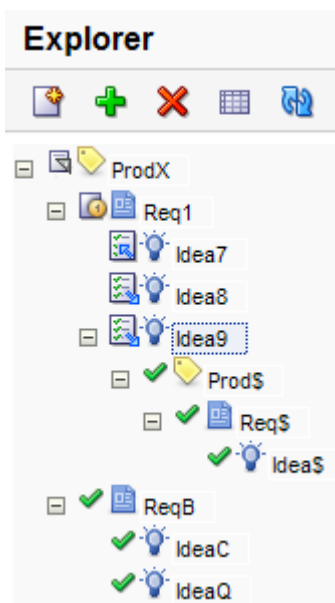 Explorer
ProdX
Req1
Idea7
Idea8
Idea9
Prod$
Req$
Idea$
ReqB
IdeaC
IdeaQ